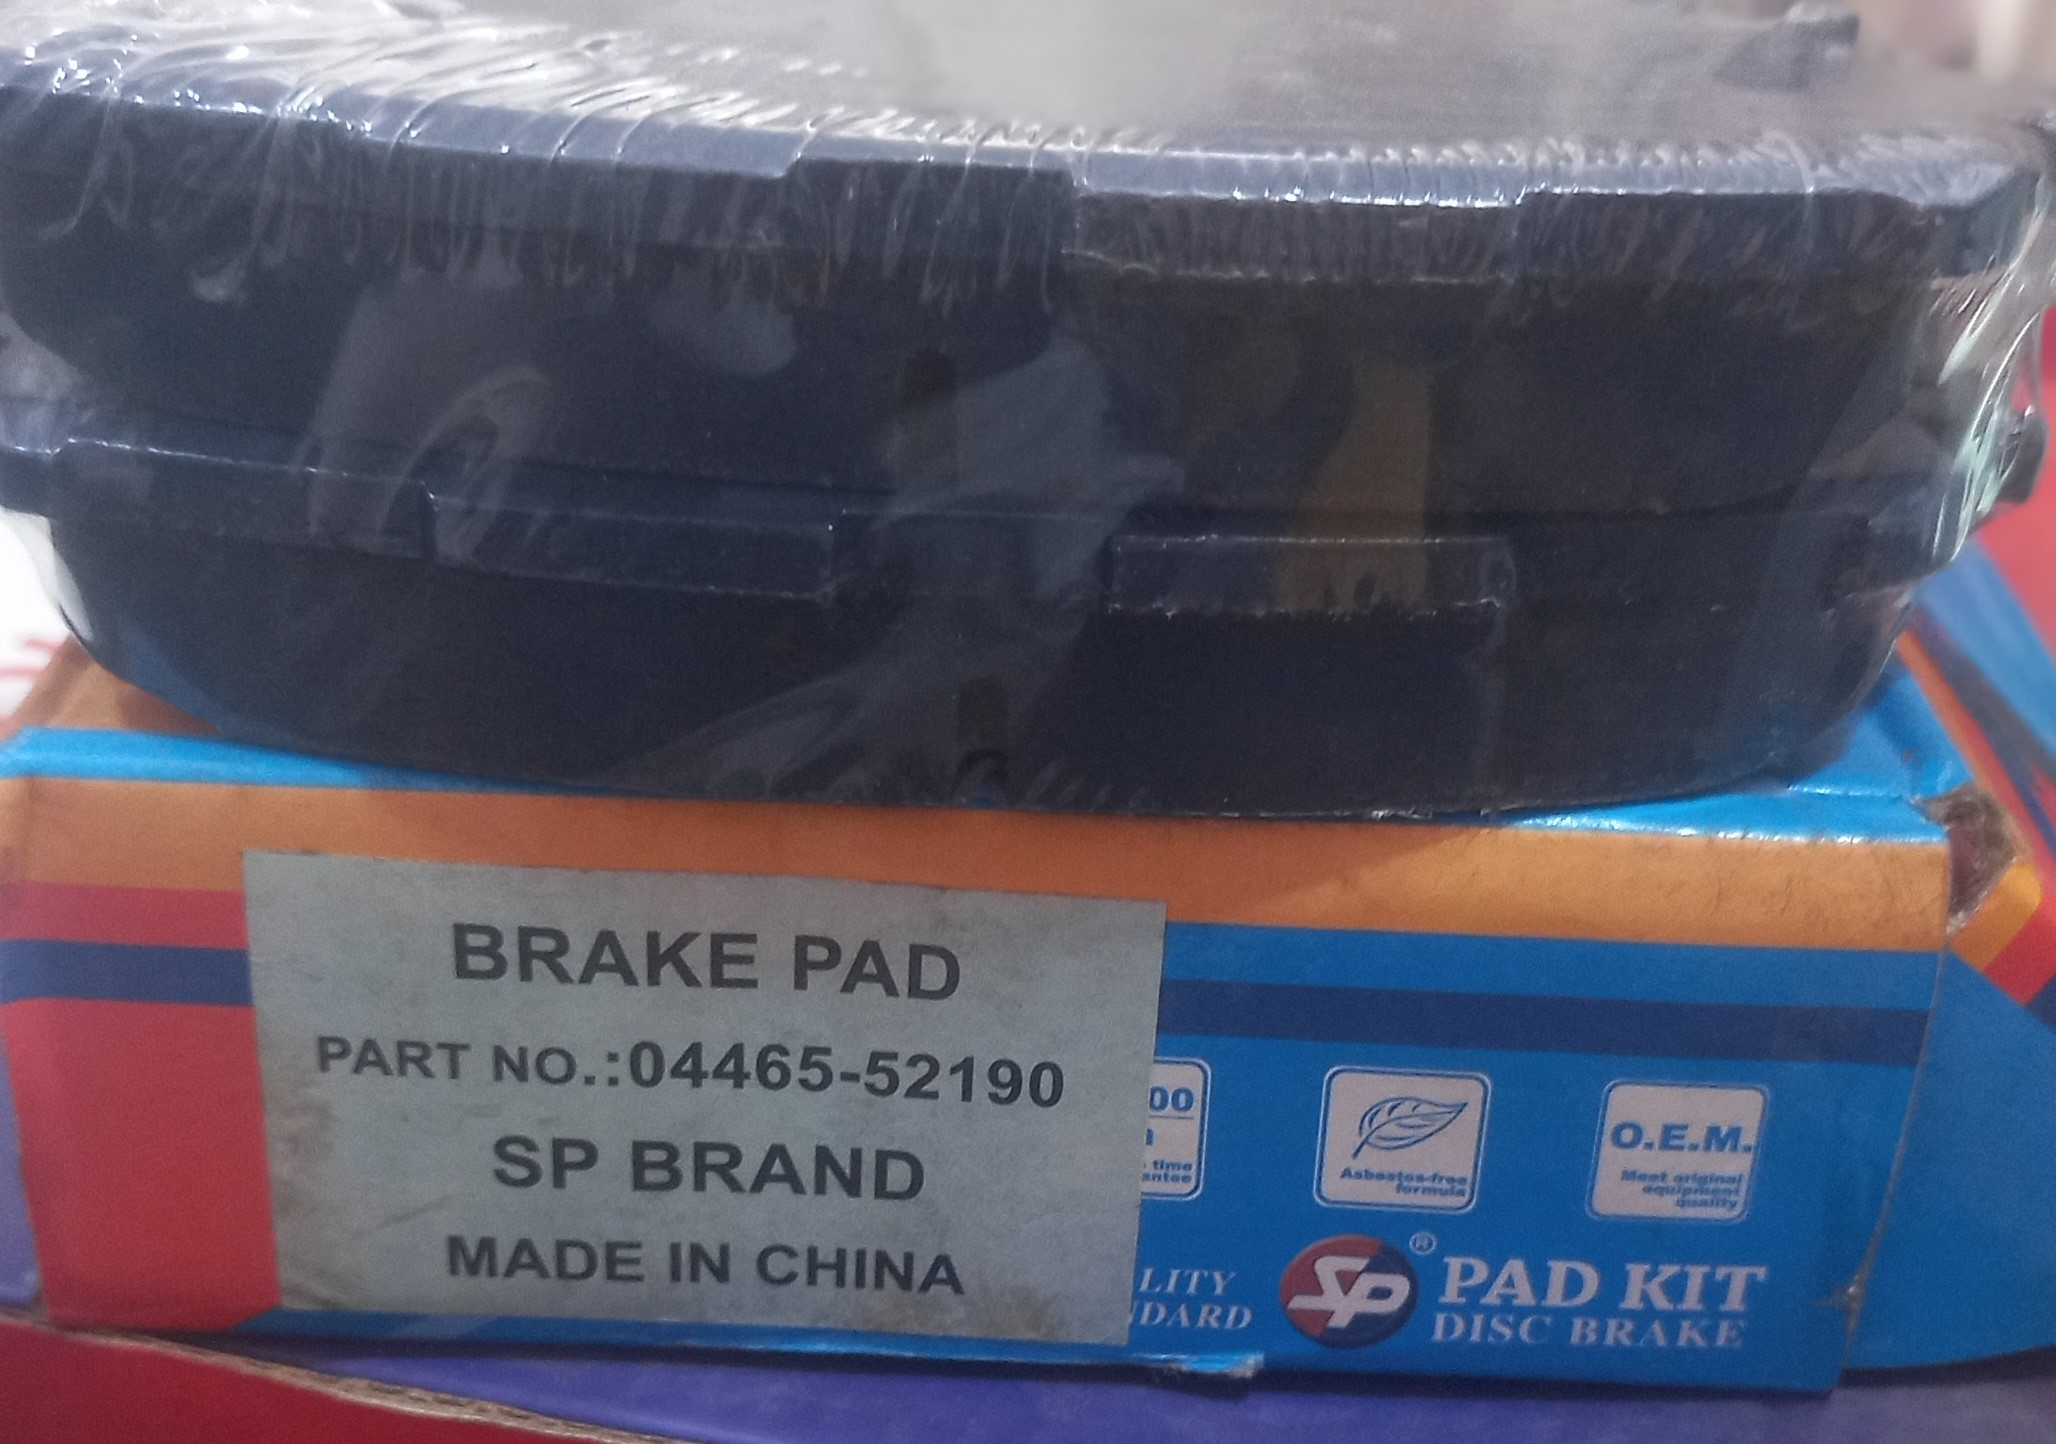 BRAKE PAD
PART NO.:04465-52190
SP BRAND
MADE IN CHINA
00
time
Asbestos-free
formula
O.E.M.
Meet original
equipment
quality
LITY
DARD
SP ®
PAD KIT
DISC BRAKE